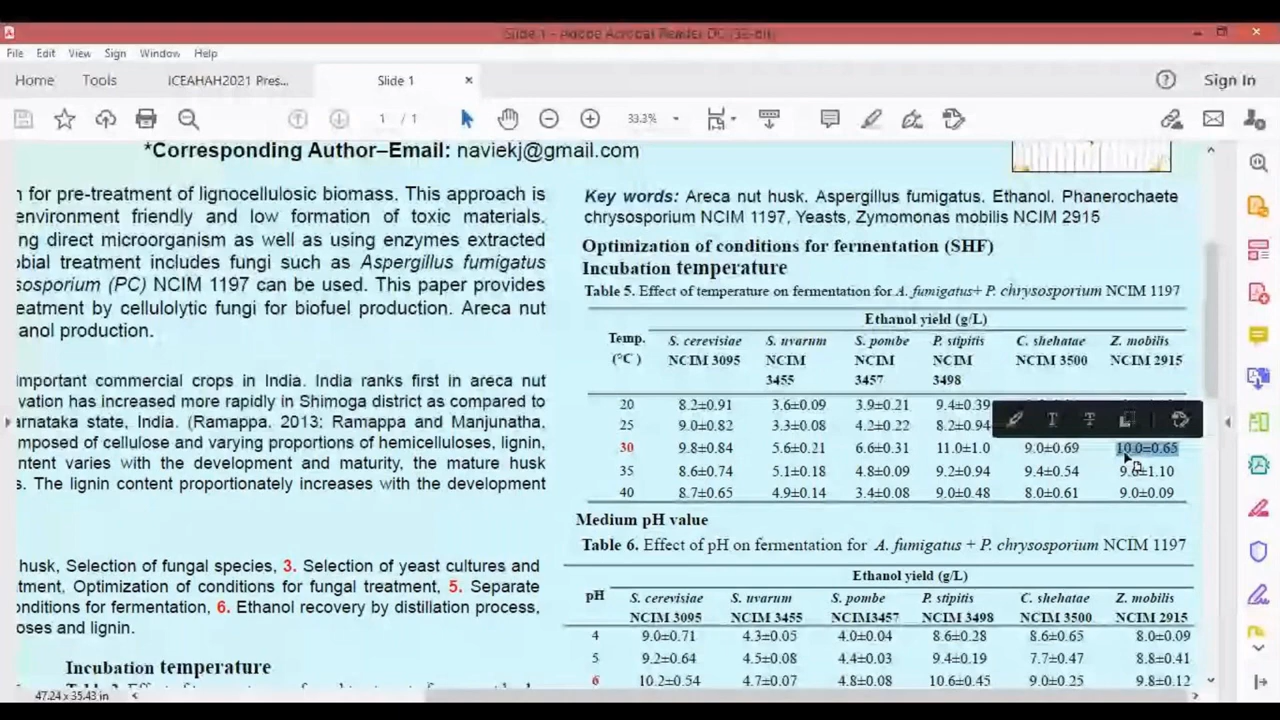 Slide 1 - Adobe Acrobat Reader DC (32-bit)
File Edit View Sign Window Help
Home Tools ICEAHAH2021 Pres... Slide 1 × Sign In
1 / 1 33.3%
*Corresponding Author–Email: naviekj@gmail.com
n for pre-treatment of lignocellulosic biomass. This approach is
environment friendly and low formation of toxic materials.
ng direct microorganism as well as using enzymes extracted
bial treatment includes fungi such as Aspergillus fumigatus
sosporium (PC) NCIM 1197 can be used. This paper provides
eatment by cellulolytic fungi for biofuel production. Areca nut
anol production.
important commercial crops in India. India ranks first in areca nut
vation has increased more rapidly in Shimoga district as compared to
arnataka state, India. (Ramappa, 2013; Ramappa and Manjunatha,
mposed of cellulose and varying proportions of hemicelluloses, lignin,
ntent varies with the development and maturity, the mature husk
s. The lignin content proportionately increases with the development
husk, Selection of fungal species, 3. Selection of yeast cultures and
tment, Optimization of conditions for fungal treatment, 5. Separate
onditions for fermentation, 6. Ethanol recovery by distillation process,
oses and lignin.
Incubation temperature
Key words: Areca nut husk, Aspergillus fumigatus, Ethanol, Phanerochaete
chrysosporium NCIM 1197, Yeasts, Zymomonas mobilis NCIM 2915
Optimization of conditions for fermentation (SHF)
Incubation temperature
Table 5. Effect of temperature on fermentation for A. fumigatus+ P. chrysosporium NCIM 1197
Ethanol yield (g/L)
Temp. S. cerevisiae S. uvarum S. pombe P. stipitis C. shehatae Z. mobilis
(°C ) NCIM 3095 NCIM NCIM NCIM NCIM 3500 NCIM 2915
3455 3457 3498
20 8.2±0.91 3.6±0.09 3.9±0.21 9.4±0.39
25 9.0±0.82 3.3±0.08 4.2±0.22 8.2±0.94
30 9.8±0.84 5.6±0.21 6.6±0.31 11.0±1.0 9.0±0.69 10.0±0.65
35 8.6±0.74 5.1±0.18 4.8±0.09 9.2±0.94 9.4±0.54 9.0±1.10
40 8.7±0.65 4.9±0.14 3.4±0.08 9.0±0.48 8.0±0.61 9.0±0.09
Medium pH value
Table 6. Effect of pH on fermentation for A. fumigatus + P. chrysosporium NCIM 1197
Ethanol yield (g/L)
pH S. cerevisiae S. uvarum S. pombe P. stipitis C. shehatae Z. mobilis
NCIM 3095 NCIM 3455 NCIM3457 NCIM 3498 NCIM 3500 NCIM 2915
4 9.0±0.71 4.3±0.05 4.0±0.04 8.6±0.28 8.6±0.65 8.0±0.09
5 9.2±0.64 4.5±0.08 4.4±0.03 9.4±0.19 7.7±0.47 8.8±0.41
6 10.2±0.54 4.7±0.07 4.8±0.08 10.6±0.45 9.0±0.25 9.8±0.12
47.24 x 35.43 in